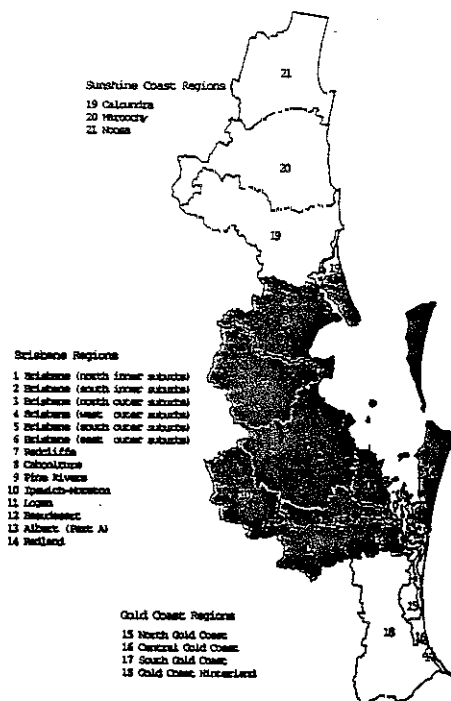 21
Sunshine Coast Regions
19 Caloundra
20 Maroochy
21 Noosa
20
19
Brisbane Regions
1 Brisbane (north inner suburbs)
2 Brisbane (south inner suburbs)
3 Brisbane (north outer suburbs)
4 Brisbane (west outer suburbs)
5 Brisbane (south outer suburbs)
6 Brisbane (east outer suburbs)
7 Redcliffe
8 Caboolture
9 Pine Rivers
10 Ipswich-Moreton
11 Logan
12 Beaudesert
13 Albert (Part A)
14 Redland
15
18
16
Gold Coast Regions
15 North Gold Coast
16 Central Gold Coast
17 South Gold Coast
18 Gold Coast Hinterland